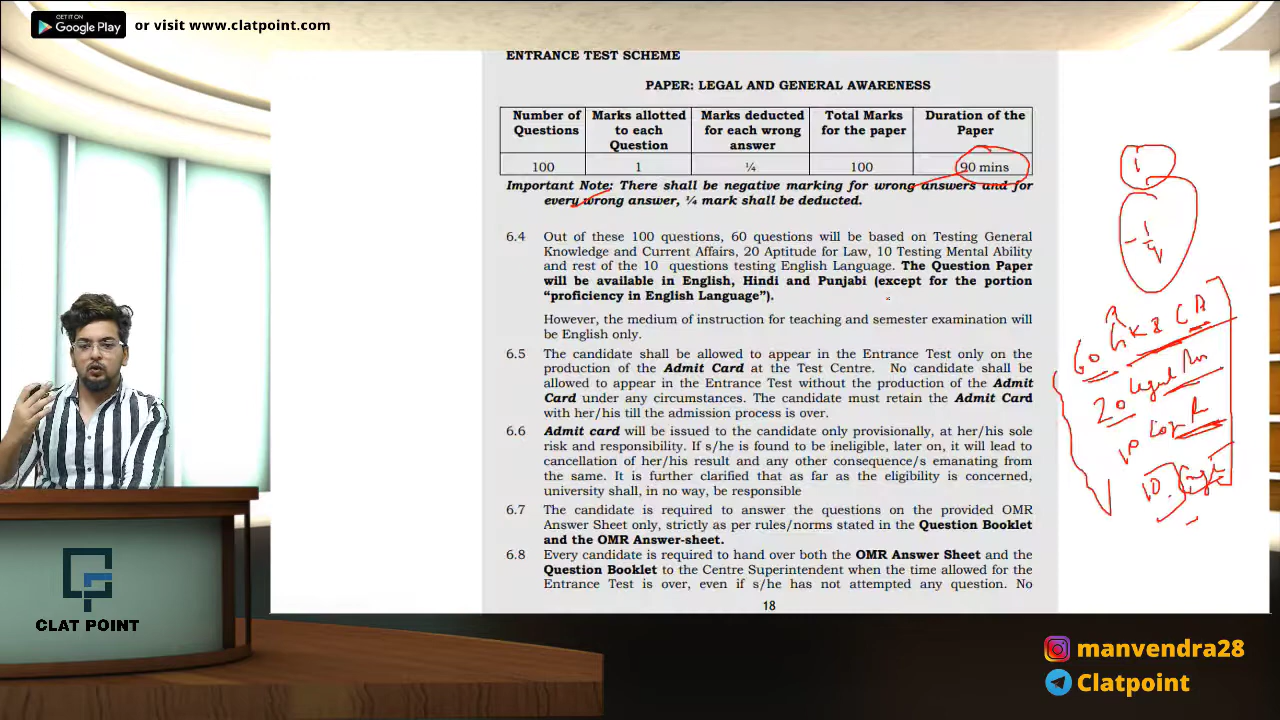 GET IT ON
Google Play
or visit www.clatpoint.com
ENTRANCE TEST SCHEME
PAPER: LEGAL AND GENERAL AWARENESS
Number of Questions
Marks allotted to each Question
Marks deducted for each wrong answer
Total Marks for the paper
Duration of the Paper
100
1
¼
100
90 mins
Important Note: There shall be negative marking for wrong answers and for
every wrong answer, ¼ mark shall be deducted.
6.4 Out of these 100 questions, 60 questions will be based on Testing General
Knowledge and Current Affairs, 20 Aptitude for Law, 10 Testing Mental Ability
and rest of the 10 questions testing English Language. The Question Paper
will be available in English, Hindi and Punjabi (except for the portion
“proficiency in English Language”).
However, the medium of instruction for teaching and semester examination will
be English only.
6.5 The candidate shall be allowed to appear in the Entrance Test only on the
production of the Admit Card at the Test Centre. No candidate shall be
allowed to appear in the Entrance Test without the production of the Admit
Card under any circumstances. The candidate must retain the Admit Card
with her/his till the admission process is over.
6.6 Admit card will be issued to the candidate only provisionally, at her/his sole
risk and responsibility. If s/he is found to be ineligible, later on, it will lead to
cancellation of her/his result and any other consequence/s emanating from
the same. It is further clarified that as far as the eligibility is concerned,
university shall, in no way, be responsible
6.7 The candidate is required to answer the questions on the provided OMR
Answer Sheet only, strictly as per rules/norms stated in the Question Booklet
and the OMR Answer-sheet.
6.8 Every candidate is required to hand over both the OMR Answer Sheet and the
Question Booklet to the Centre Superintendent when the time allowed for the
Entrance Test is over, even if s/he has not attempted any question. No
18
1
-1/4
60 GK & CA
20 legal
10
10
CLAT POINT
manvendra28
Clatpoint